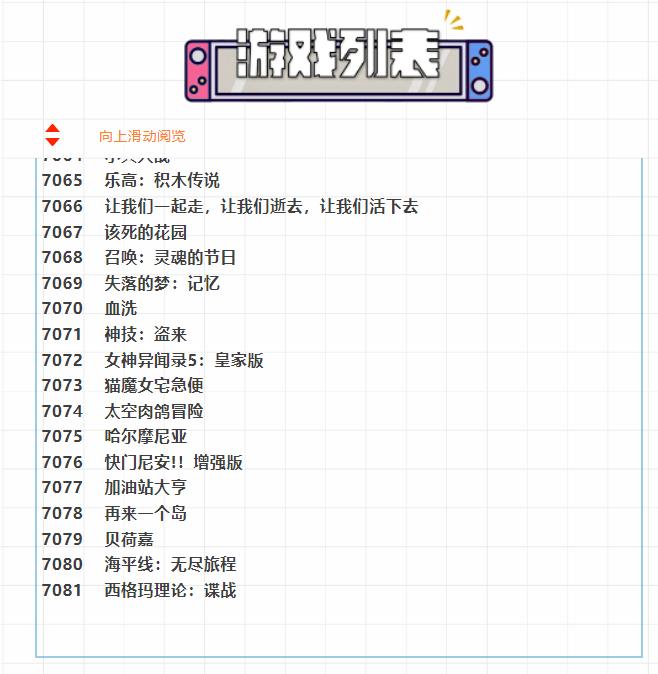 游戏列表
向上滑动阅览
7065 乐高：积木传说
7066 让我们一起走，让我们逝去，让我们活下去
7067 该死的花园
7068 召唤：灵魂的节日
7069 失落的梦：记忆
7070 血洗
7071 神技：盗来
7072 女神异闻录5：皇家版
7073 猫魔女宅急便
7074 太空肉鸽冒险
7075 哈尔摩尼亚
7076 快门尼安!! 增强版
7077 加油站大亨
7078 再来一个岛
7079 贝荷嘉
7080 海平线：无尽旅程
7081 西格玛理论：谍战